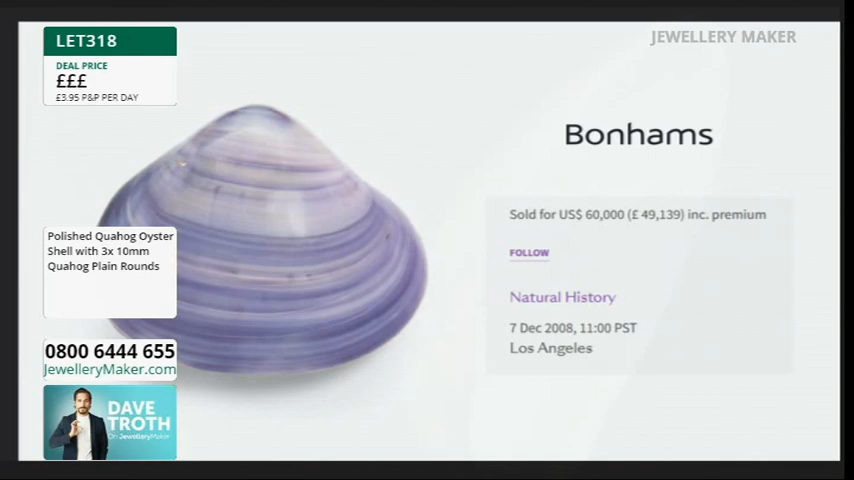 LET318
DEAL PRICE
£££
£3.95 P&P PER DAY
JEWELLERY MAKER
Bonhams
Sold for US$ 60,000 (£ 49,139) inc. premium
FOLLOW
Natural History
7 Dec 2008, 11:00 PST
Los Angeles
Polished Quahog Oyster
Shell with 3x 10mm
Quahog Plain Rounds
0800 6444 655
JewelleryMaker.com
DAVE
TROTH
On JewelleryMaker